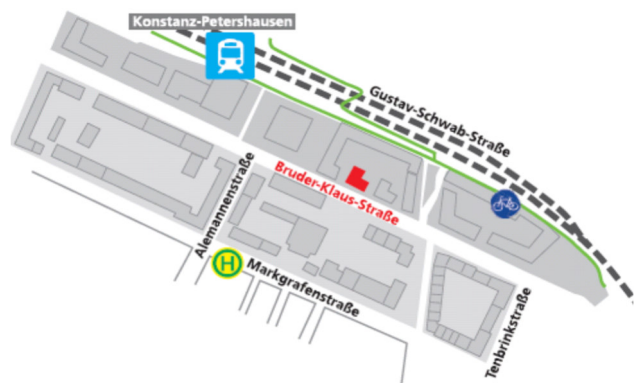 Konstanz-Petershausen
Gustav-Schwab-Straße
Bruder-Klaus-Straße
Alemannenstraße
H
Markgrafenstraße
Tenbrinkstraße